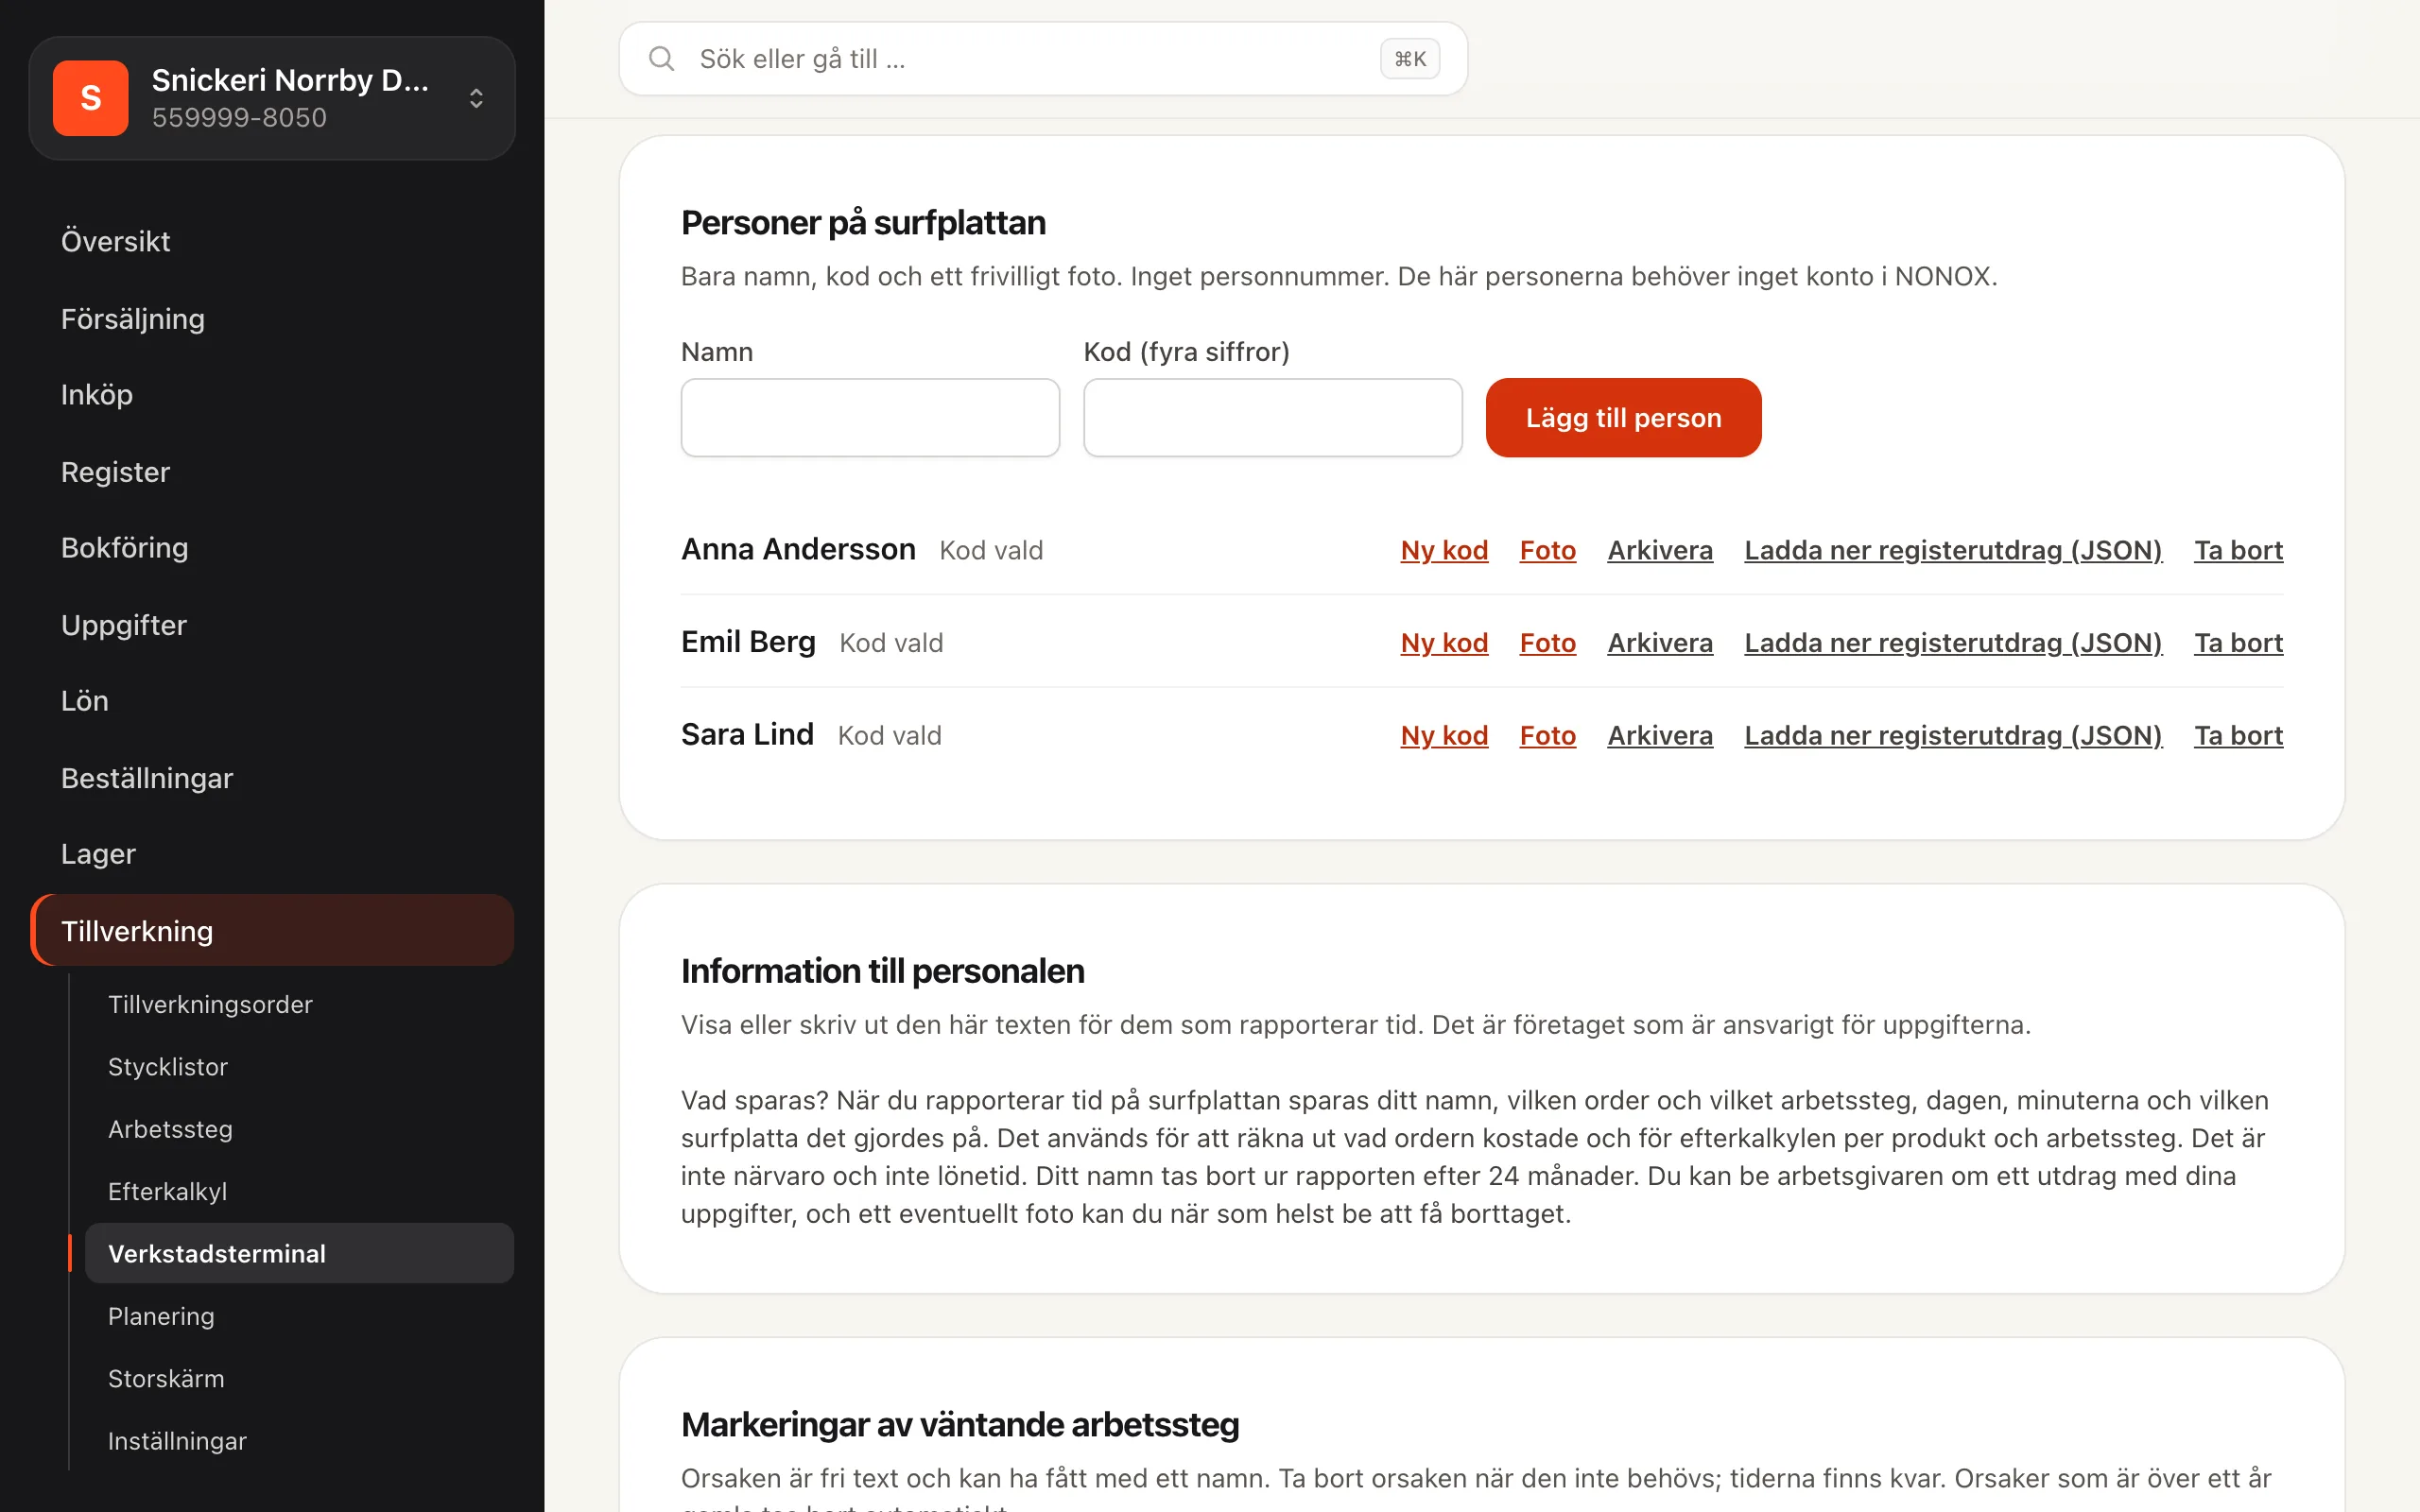 S
Snickeri Norrby D...
559999-8050
Översikt
Försäljning
Inköp
Register
Bokföring
Uppgifter
Lön
Beställningar
Lager
Tillverkning
Tillverkningsorder
Stycklistor
Arbetssteg
Efterkalkyl
Verkstadsterminal
Planering
Storskärm
Inställningar
Sök eller gå till ...
⌘K
Personer på surfplattan
Bara namn, kod och ett frivilligt foto. Inget personnummer. De här personerna behöver inget konto i NONOX.
Namn
Kod (fyra siffror)
Lägg till person
Anna Andersson Kod vald Ny kod Foto Arkivera Ladda ner registerutdrag (JSON) Ta bort
Emil Berg Kod vald Ny kod Foto Arkivera Ladda ner registerutdrag (JSON) Ta bort
Sara Lind Kod vald Ny kod Foto Arkivera Ladda ner registerutdrag (JSON) Ta bort
Information till personalen
Visa eller skriv ut den här texten för dem som rapporterar tid. Det är företaget som är ansvarigt för uppgifterna.
Vad sparas? När du rapporterar tid på surfplattan sparas ditt namn, vilken order och vilket arbetssteg, dagen, minuterna och vilken
surfplatta det gjordes på. Det används för att räkna ut vad ordern kostade och för efterkalkylen per produkt och arbetssteg. Det är
inte närvaro och inte lönetid. Ditt namn tas bort ur rapporten efter 24 månader. Du kan be arbetsgivaren om ett utdrag med dina
uppgifter, och ett eventuellt foto kan du när som helst be att få borttaget.
Markeringar av väntande arbetssteg
Orsaken är fri text och kan ha fått med ett namn. Ta bort orsaken när den inte behövs; tiderna finns kvar. Orsaker som är över ett år